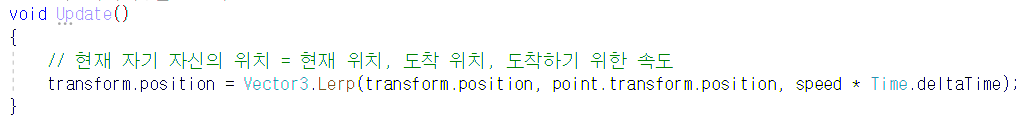 void Update()
{
// 현재 자기 자신의 위치 = 현재 위치, 도착 위치, 도착하기 위한 속도
transform.position = Vector3.Lerp(transform.position, point.transform.position, speed * Time.deltaTime);
}